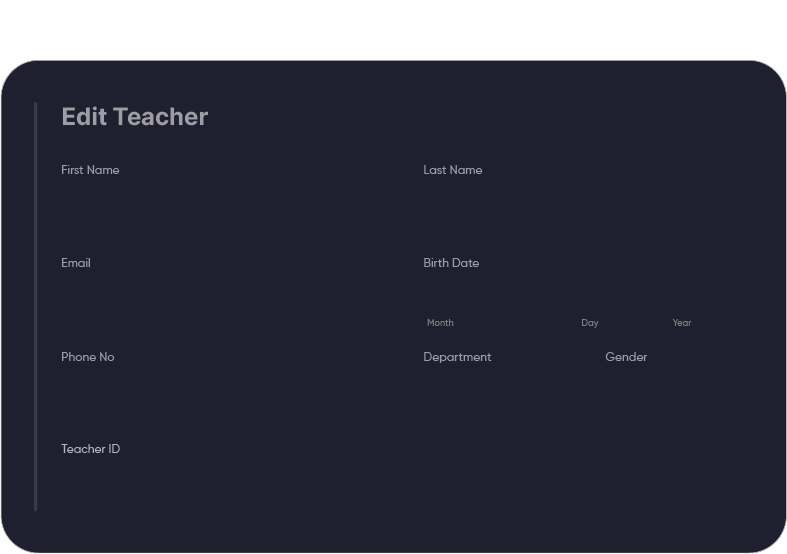 Edit Teacher
First Name
Last Name
Email
Birth Date
Month
Day
Year
Phone No
Department
Gender
Teacher ID